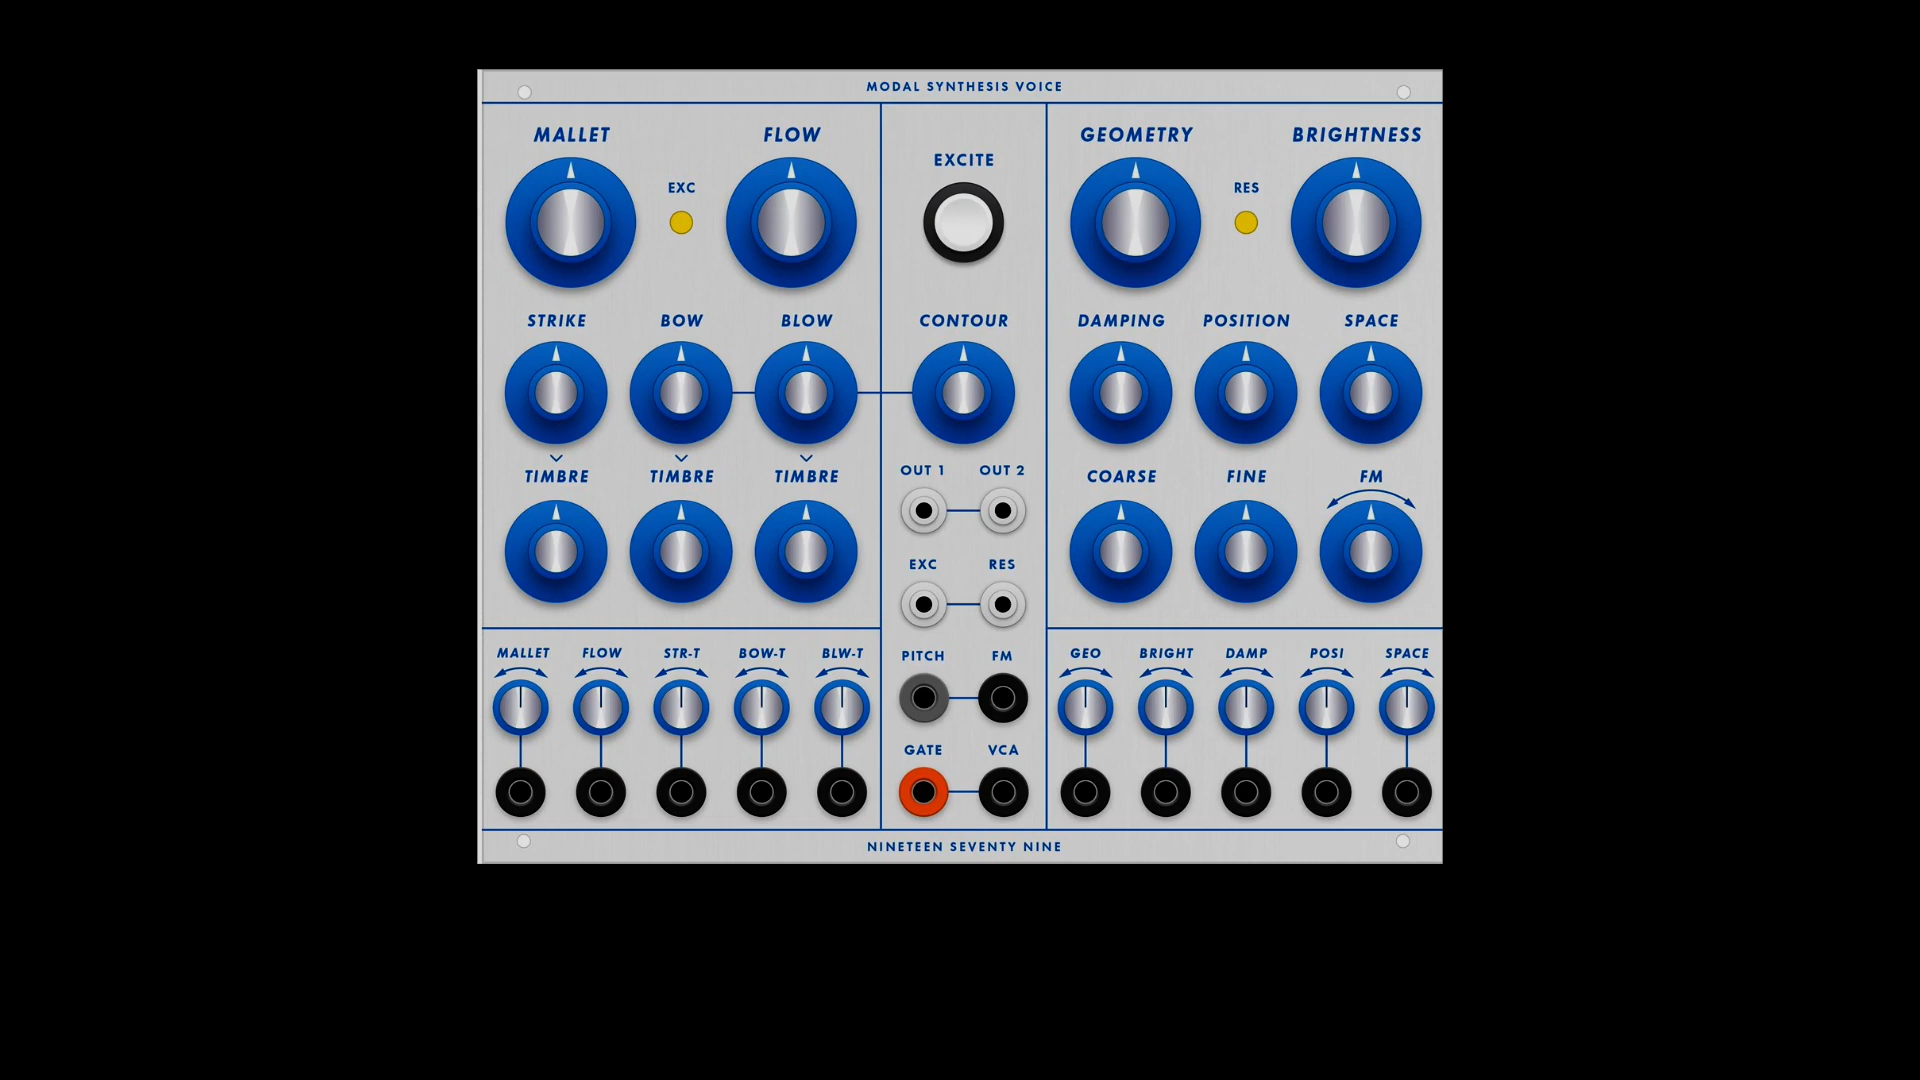 MODAL SYNTHESIS VOICE
MALLET FLOW EXCITE GEOMETRY BRIGHTNESS
EXC RES
STRIKE BOW BLOW CONTOUR DAMPING POSITION SPACE
OUT 1 OUT 2
TIMBRE TIMBRE TIMBRE COARSE FINE FM
EXC RES
MALLET FLOW STR-T BOW-T BLW-T PITCH FM GEO BRIGHT DAMP POSI SPACE
GATE VCA
NINETEEN SEVENTY NINE